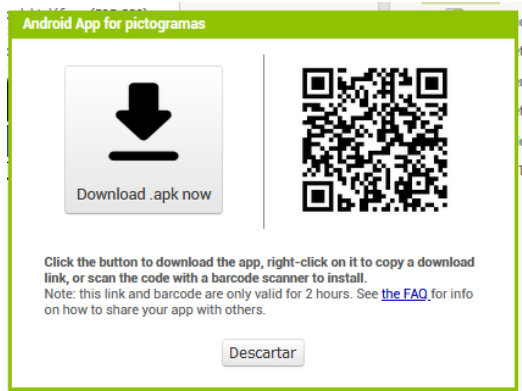 Android App for pictogramas
Download .apk now
Click the button to download the app, right-click on it to copy a download
link, or scan the code with a barcode scanner to install.
Note: this link and barcode are only valid for 2 hours. See the FAQ for info
on how to share your app with others.
Descartar